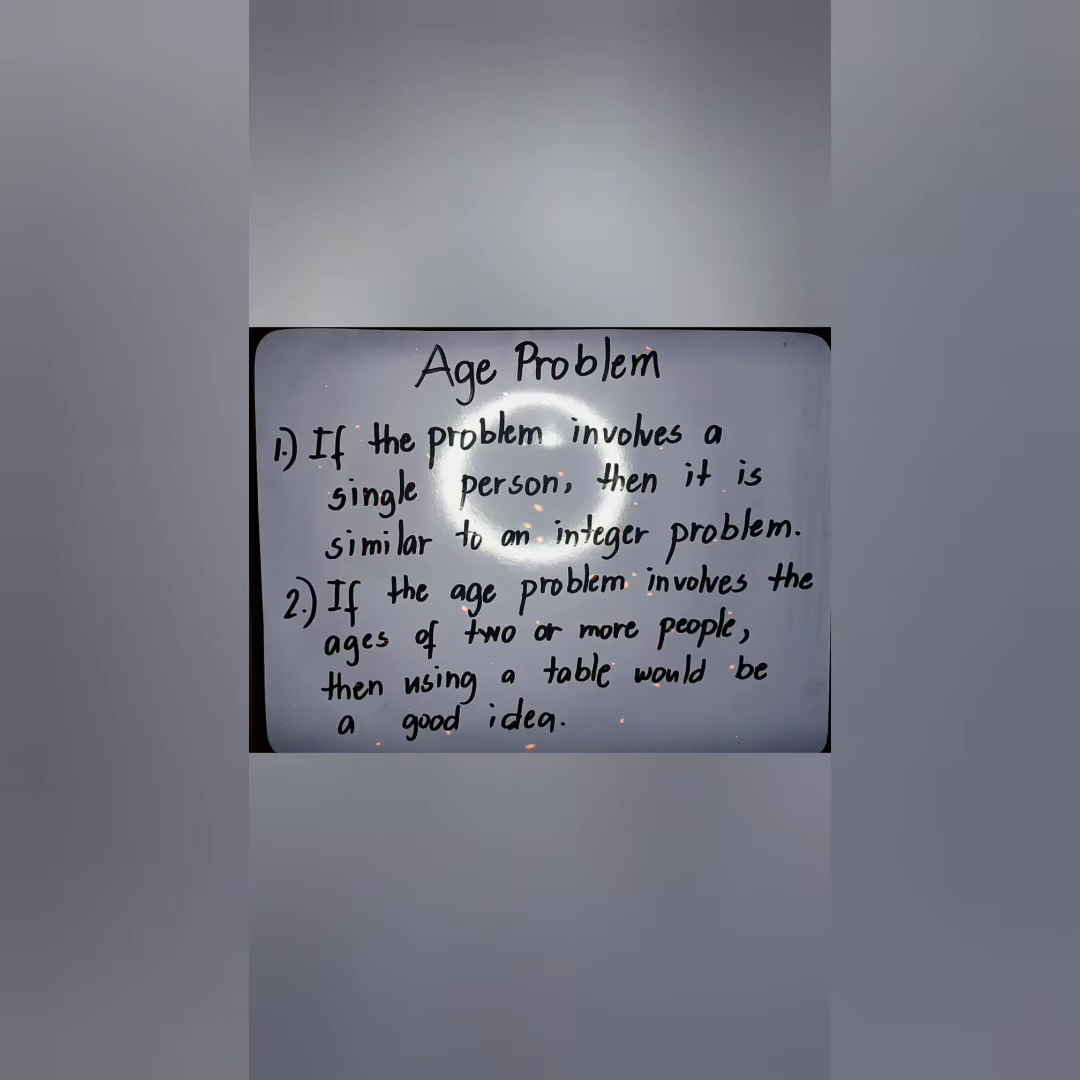 Age Problem
1.) If the problem involves a
single person, then it is
similar to an integer problem.
2.) If the age problem involves the
ages of two or more people,
then using a table would be
a good idea.